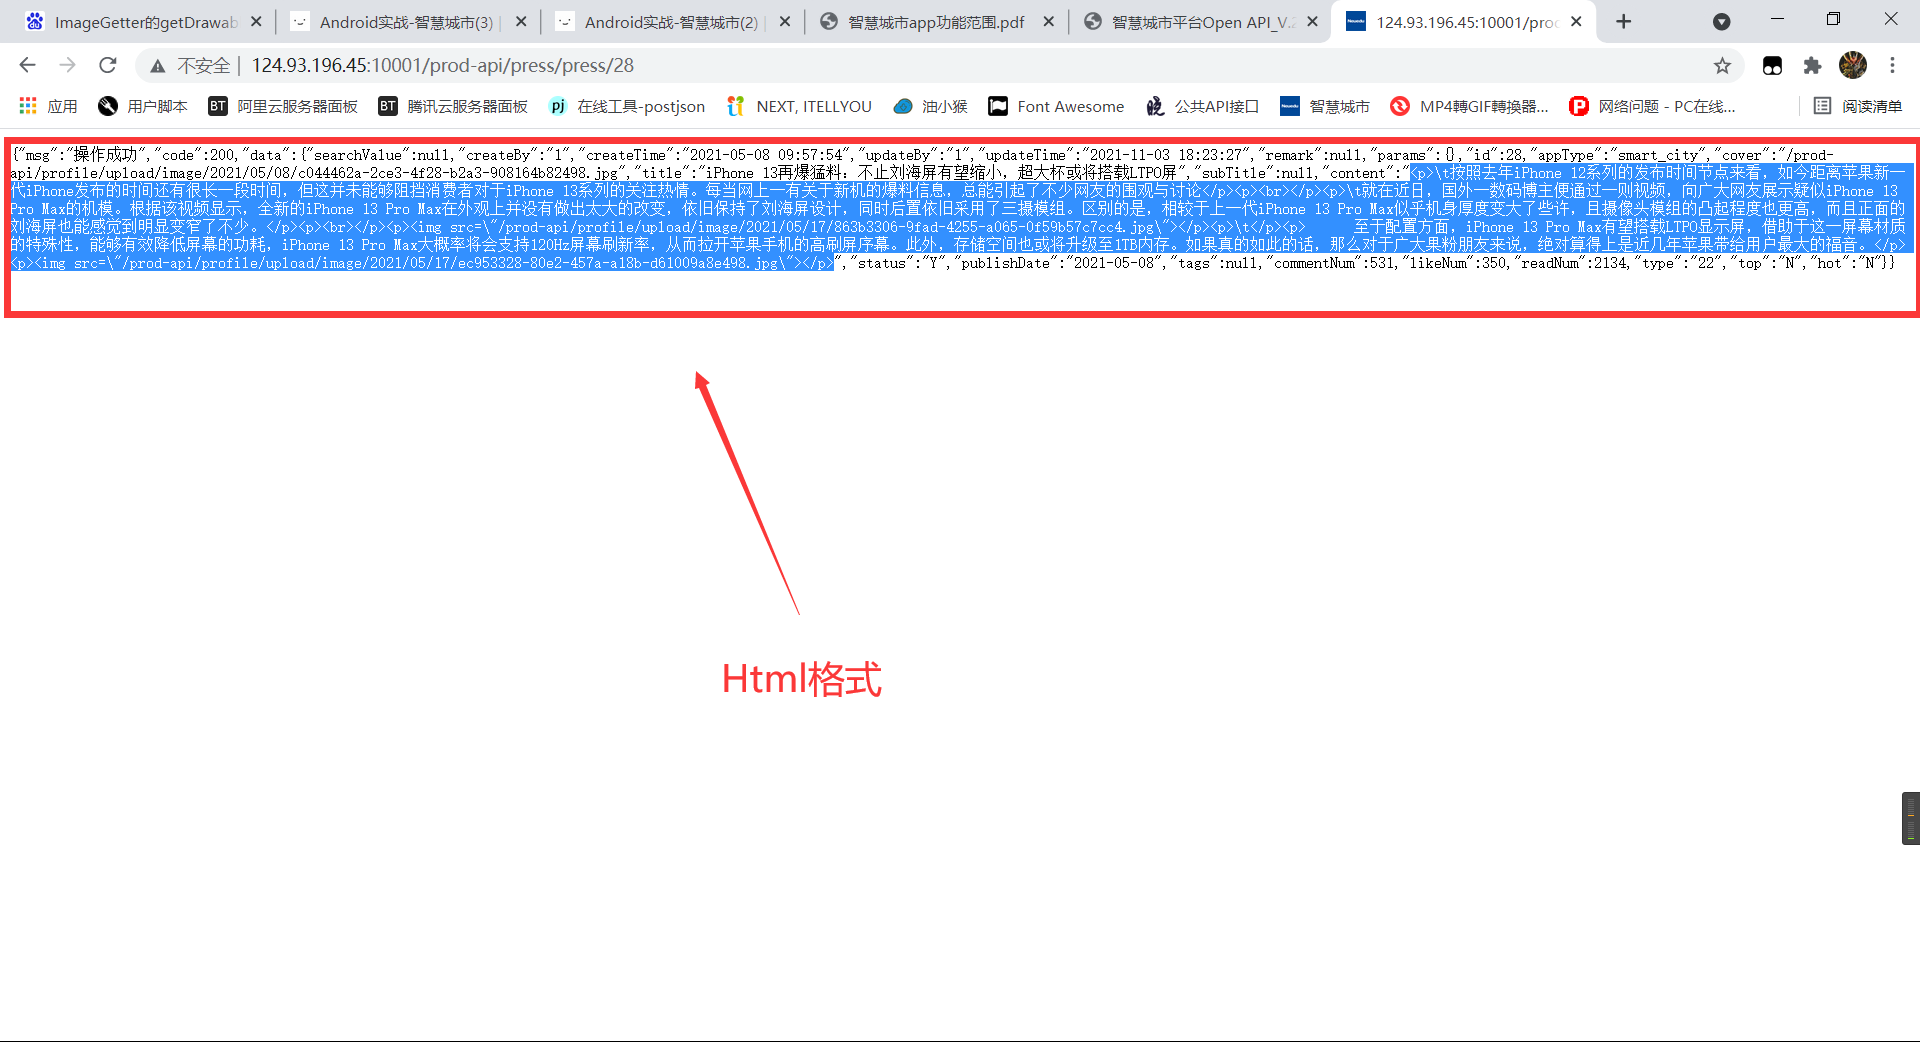 ImageGetter的getDrawab
Android实战-智慧城市(3)
Android实战-智慧城市(2)
智慧城市app功能范围.pdf
智慧城市平台Open API_V.2
124.93.196.45:10001/prod
不安全 | 124.93.196.45:10001/prod-api/press/press/28
应用
用户脚本
BT 阿里云服务器面板
BT 腾讯云服务器面板
pj 在线工具-postjson
NEXT, ITELLYOU
油小猴
Font Awesome
公共API接口
智慧城市
MP4轉GIF轉換器...
网络问题 - PC在线...
阅读清单
{"msg":"操作成功","code":200,"data":{"searchValue":null,"createBy":"1","createTime":"2021-05-08 09:57:54","updateBy":"1","updateTime":"2021-11-03 18:23:27","remark":null,"params":{},"id":28,"appType":"smart_city","cover":"/prod-
api/profile/upload/image/2021/05/08/c044462a-2ce3-4f28-b2a3-908164b82498.jpg","title":"iPhone 13再爆猛料：不止刘海屏有望缩小，超大杯或将搭载LTPO屏","subTitle":null,"content":"<p>\t按照去年iPhone 12系列的发布时间节点来看，如今距离苹果新一
代iPhone发布的时间还有很长一段时间，但这并未能够阻挡消费者对于iPhone 13系列的关注热情。每当网上一有关于新机的爆料信息，总能引起了不少网友的围观与讨论</p><p><br></p><p>\t就在近日，国外一数码博主便通过一则视频，向广大网友展示疑似iPhone 13
Pro Max的机模。根据该视频显示，全新的iPhone 13 Pro Max在外观上并没有做出太大的改变，依旧保持了刘海屏设计，同时后置依旧采用了三摄模组。区别的是，相较于上一代iPhone 13 Pro Max似乎机身厚度变大了些许，且摄像头模组的凸起程度也更高，而且正面的
刘海屏也能感觉到明显变窄了不少。</p><p><br></p><p><img src=\"/prod-api/profile/upload/image/2021/05/17/863b3306-9fad-4255-a065-0f59b57c7cc4.jpg\"></p><p>\t</p><p>     至于配置方面，iPhone 13 Pro Max有望搭载LTPO显示屏，借助于这一屏幕材质
的特殊性，能够有效降低屏幕的功耗，iPhone 13 Pro Max大概率将会支持120Hz屏幕刷新率，从而拉开苹果手机的高刷屏序幕。此外，存储空间也或将升级至1TB内存。如果真的如此的话，那么对于广大果粉朋友来说，绝对算得上是近几年苹果带给用户最大的福音。</p>
<p><img src=\"/prod-api/profile/upload/image/2021/05/17/ec953328-80e2-457a-a18b-d61009a8e498.jpg\"></p>","status":"Y","publishDate":"2021-05-08","tags":null,"commentNum":531,"likeNum":350,"readNum":2134,"type":"22","top":"N","hot":"N"}}
Html格式